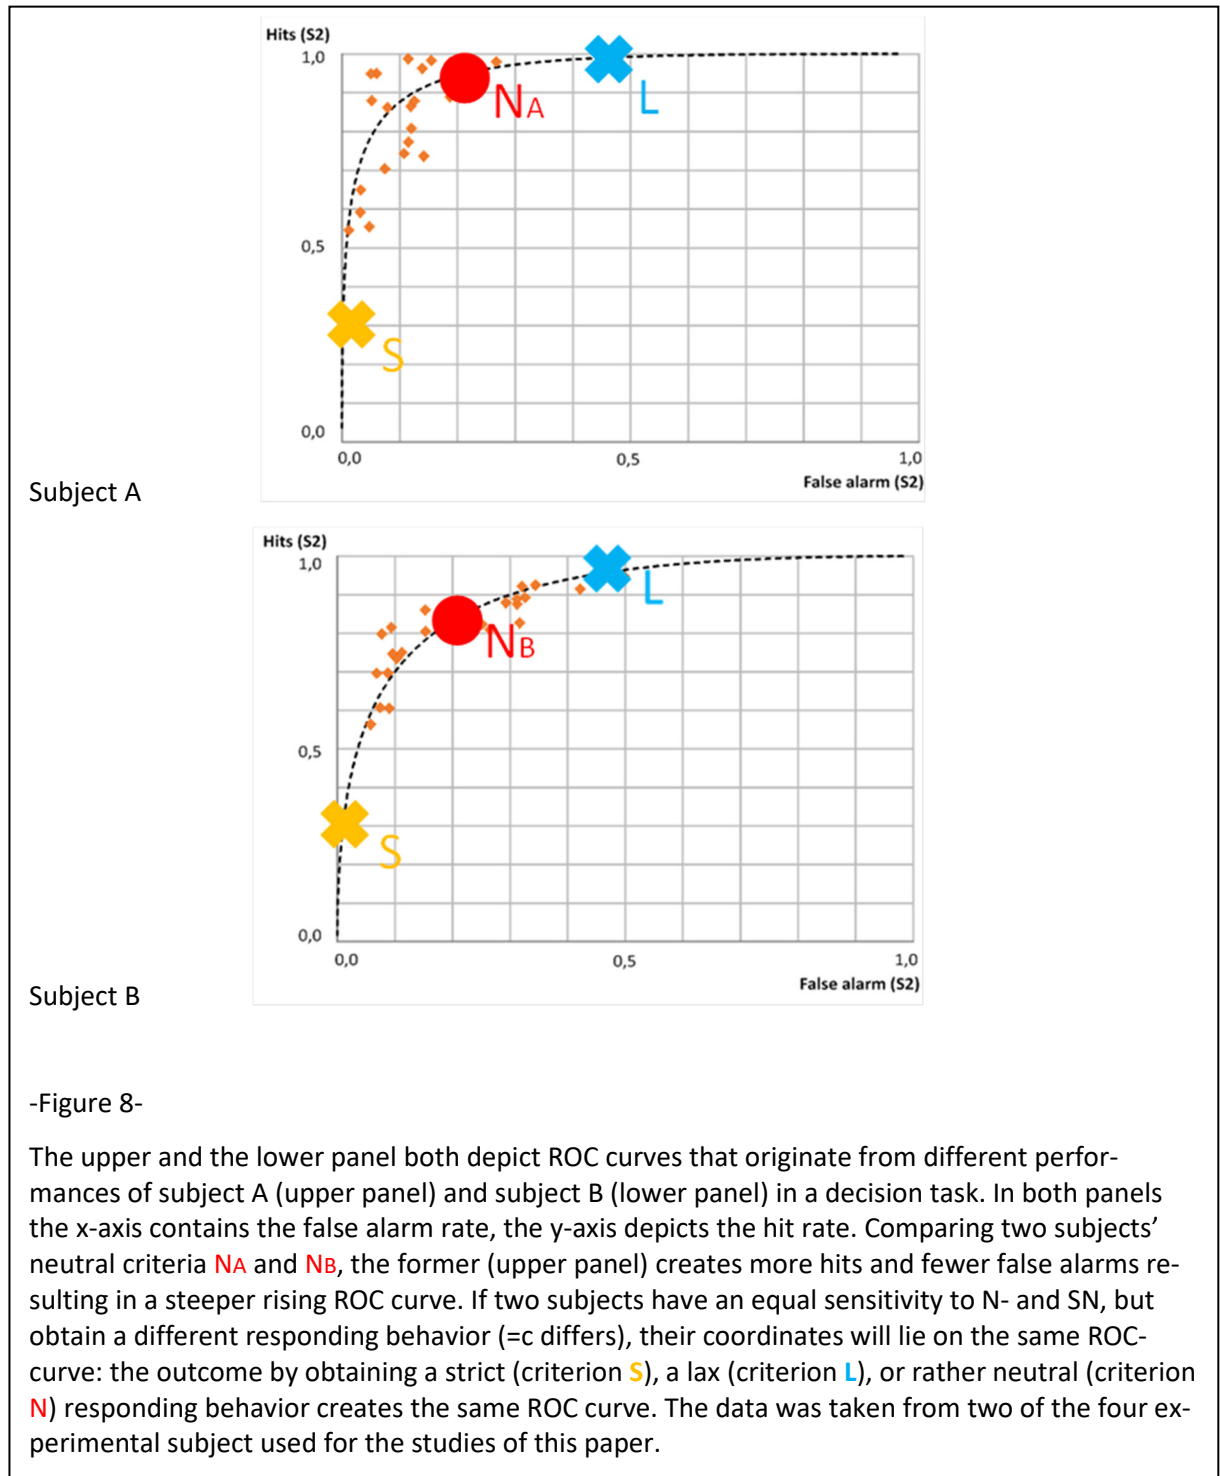 Hits (S2)
1,0
NA
L
0,5
S
0,0
0,0
0,5
1,0
False alarm (S2)
Subject A
Hits (S2)
1,0
L
NB
0,5
S
0,0
0,0
0,5
1,0
False alarm (S2)
Subject B
-Figure 8-
The upper and the lower panel both depict ROC curves that originate from different perfor-
mances of subject A (upper panel) and subject B (lower panel) in a decision task. In both panels
the x-axis contains the false alarm rate, the y-axis depicts the hit rate. Comparing two subjects’
neutral criteria NA and NB, the former (upper panel) creates more hits and fewer false alarms re-
sulting in a steeper rising ROC curve. If two subjects have an equal sensitivity to N- and SN, but
obtain a different responding behavior (=c differs), their coordinates will lie on the same ROC-
curve: the outcome by obtaining a strict (criterion S), a lax (criterion L), or rather neutral (criterion
N) responding behavior creates the same ROC curve. The data was taken from two of the four ex-
perimental subject used for the studies of this paper.